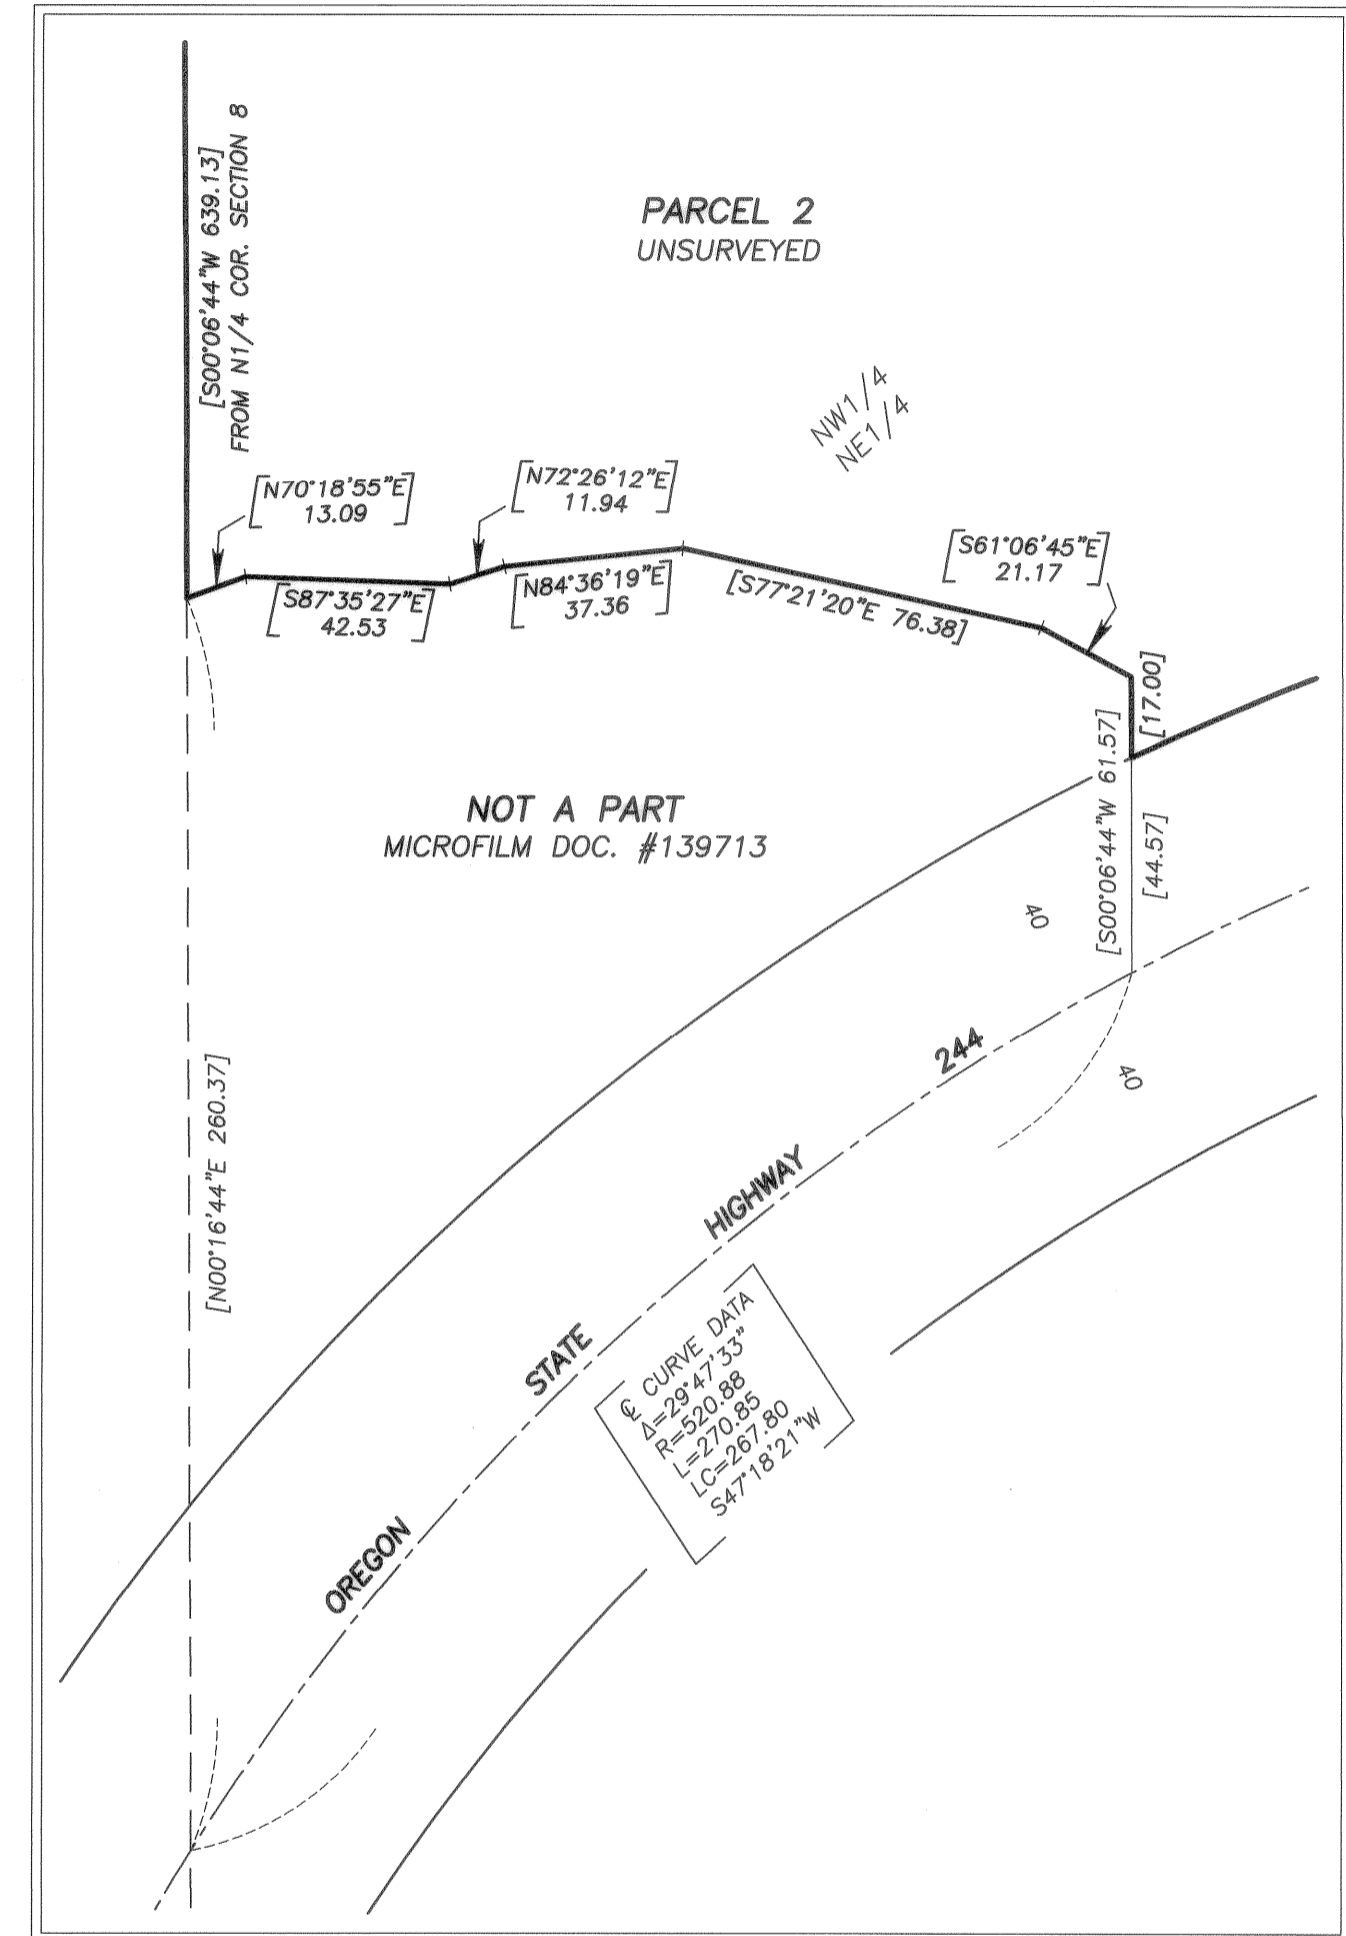 [S00°06'44"W 639.13]
FROM N1/4 COR. SECTION 8
PARCEL 2
UNSURVEYED
NW1/4
NE1/4
[N70°18'55"E
13.09]
[N72°26'12"E
11.94]
[S61°06'45"E
21.17]
[S87°35'27"E
42.53]
[N84°36'19"E
37.36]
[S77°21'20"E 76.38]
[17.00]
[S00°06'44"W 61.57]
[44.57]
NOT A PART
MICROFILM DOC. #139713
40
40
[N00°16'44"E 260.37]
OREGON STATE HIGHWAY 244
℄ CURVE DATA
Δ=29°47'33"
R=520.88
L=270.85
LC=267.80
S47°18'21"W